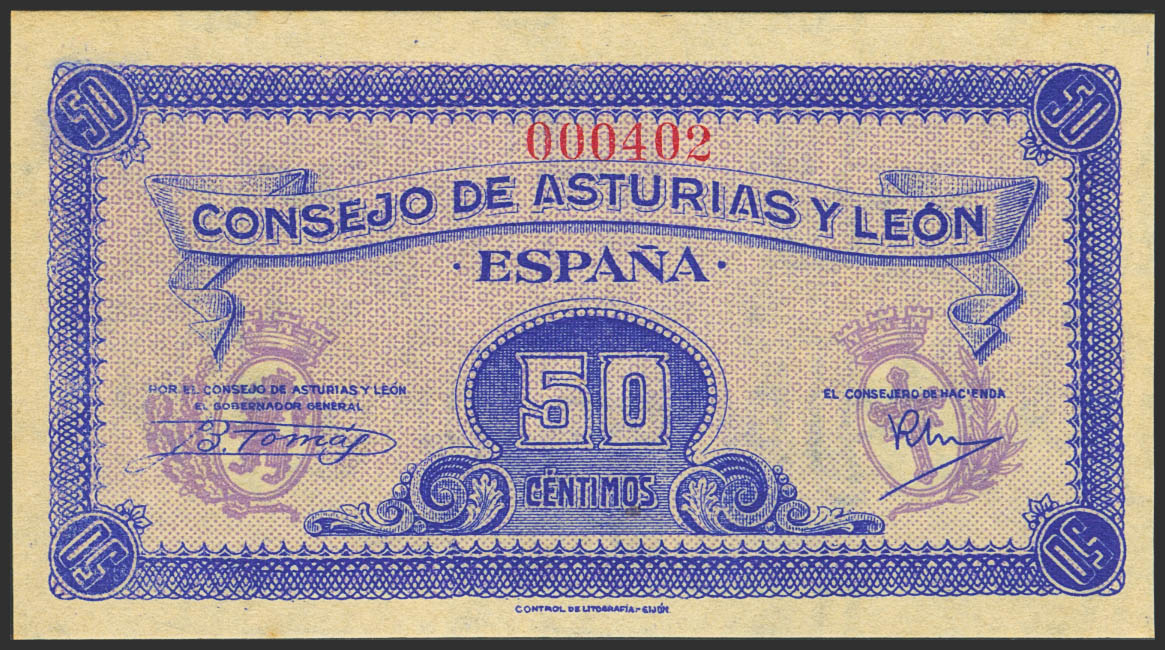 50
50
000402
CONSEJO DE ASTURIAS Y LEÓN
· ESPAÑA ·
50
CÉNTIMOS
POR EL CONSEJO DE ASTURIAS Y LEÓN
EL GOBERNADOR GENERAL
B. Tomás
EL CONSEJERO DE HACIENDA
50
50
CONTROL DE LITOGRAFÍA.- GIJÓN.